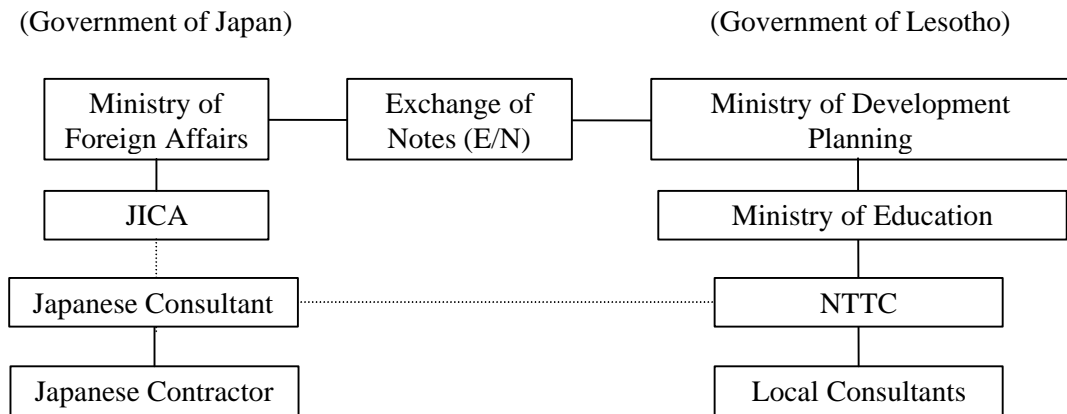 (Government of Japan)
(Government of Lesotho)
Ministry of
Foreign Affairs
Exchange of
Notes (E/N)
Ministry of Development
Planning
JICA
Ministry of Education
Japanese Consultant
NTTC
Japanese Contractor
Local Consultants